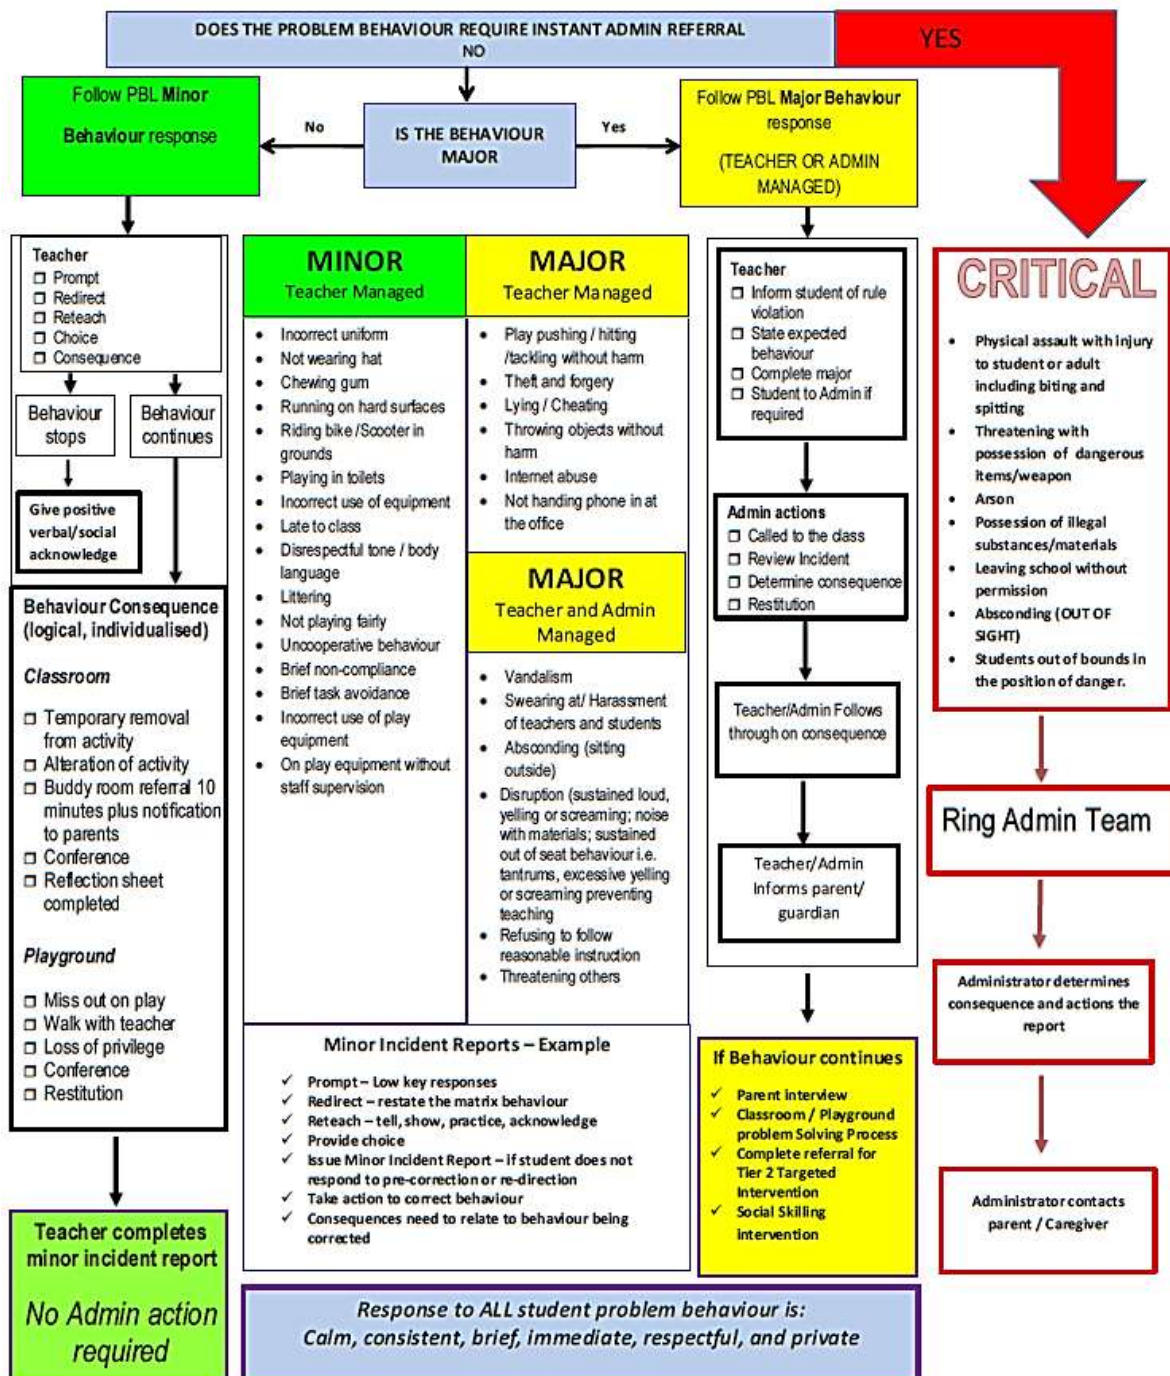 DOES THE PROBLEM BEHAVIOUR REQUIRE INSTANT ADMIN REFERRAL
NO
YES
Follow PBL Minor
Behaviour response
No
IS THE BEHAVIOUR
MAJOR
Yes
Follow PBL Major Behaviour
response
(TEACHER OR ADMIN
MANAGED)
Teacher
❐ Prompt
❐ Redirect
❐ Reteach
❐ Choice
❐ Consequence
Behaviour
stops
Behaviour
continues
Give positive
verbal/social
acknowledge
Behaviour Consequence
(logical, individualised)
Classroom
❐ Temporary removal
from activity
❐ Alteration of activity
❐ Buddy room referral 10
minutes plus notification
to parents
❐ Conference
❐ Reflection sheet
completed
Playground
❐ Miss out on play
❐ Walk with teacher
❐ Loss of privilege
❐ Conference
❐ Restitution
Teacher completes
minor incident report
No Admin action
required
MINOR
Teacher Managed
• Incorrect uniform
• Not wearing hat
• Chewing gum
• Running on hard surfaces
• Riding bike /Scooter in
grounds
• Playing in toilets
• Incorrect use of equipment
• Late to class
• Disrespectful tone / body
language
• Littering
• Not playing fairly
• Uncooperative behaviour
• Brief non-compliance
• Brief task avoidance
• Incorrect use of play
equipment
• On play equipment without
staff supervision
MAJOR
Teacher Managed
• Play pushing / hitting
/tackling without harm
• Theft and forgery
• Lying / Cheating
• Throwing objects without
harm
• Internet abuse
• Not handing phone in at
the office
MAJOR
Teacher and Admin
Managed
• Vandalism
• Swearing at/ Harassment
of teachers and students
• Absconding (sitting
outside)
• Disruption (sustained loud,
yelling or screaming; noise
with materials; sustained
out of seat behaviour i.e.
tantrums, excessive yelling
or screaming preventing
teaching
• Refusing to follow
reasonable instruction
• Threatening others
Minor Incident Reports – Example
✓ Prompt – Low key responses
✓ Redirect – restate the matrix behaviour
✓ Reteach – tell, show, practice, acknowledge
✓ Provide choice
✓ Issue Minor Incident Report – if student does not
respond to pre-correction or re-direction
✓ Take action to correct behaviour
✓ Consequences need to relate to behaviour being
corrected
Teacher
❐ Inform student of rule
violation
❐ State expected
behaviour
❐ Complete major
❐ Student to Admin if
required
Admin actions
❐ Called to the class
❐ Review Incident
❐ Determine consequence
❐ Restitution
Teacher/Admin Follows
through on consequence
Teacher/Admin
Informs parent/
guardian
If Behaviour continues
✓ Parent interview
✓ Classroom / Playground
problem Solving Process
✓ Complete referral for
Tier 2 Targeted
Intervention
✓ Social Skilling
intervention
CRITICAL
• Physical assault with injury
to student or adult
including biting and
spitting
• Threatening with
possession of dangerous
items/weapon
• Arson
• Possession of illegal
substances/materials
• Leaving school without
permission
• Absconding (OUT OF
SIGHT)
• Students out of bounds in
the position of danger.
Ring Admin Team
Administrator determines
consequence and actions the
report
Administrator contacts
parent / Caregiver
Response to ALL student problem behaviour is:
Calm, consistent, brief, immediate, respectful, and private